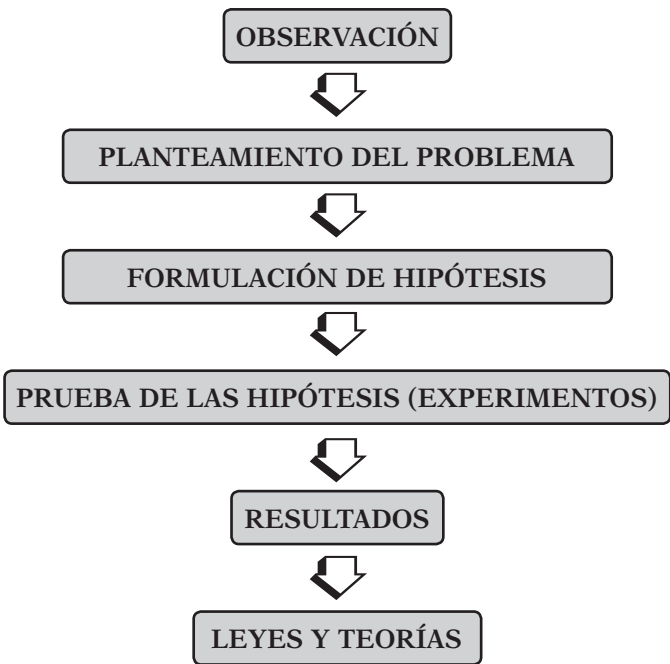 OBSERVACIÓN
PLANTEAMIENTO DEL PROBLEMA
FORMULACIÓN DE HIPÓTESIS
PRUEBA DE LAS HIPÓTESIS (EXPERIMENTOS)
RESULTADOS
LEYES Y TEORÍAS